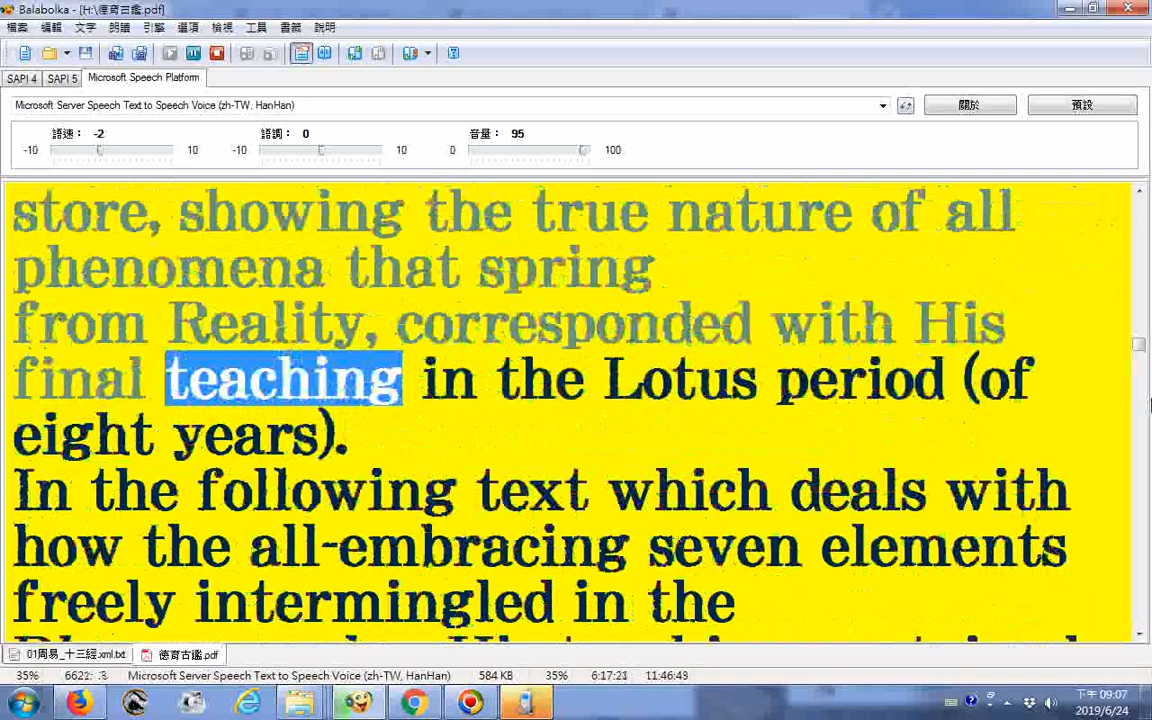 Balabolka - [H:\德育古鑑.pdf]
檔案 編輯 文字 朗讀 引擎 選項 檢視 工具 書籤 說明
SAPI 4 SAPI 5 Microsoft Speech Platform
Microsoft Server Speech Text to Speech Voice (zh-TW, HanHan) 關於 預設
語速： -2 語調： 0 音量： 95
-10 10 -10 10 0 100
store, showing the true nature of all
phenomena that spring
from Reality, corresponded with His
final teaching in the Lotus period (of
eight years).
In the following text which deals with
how the all-embracing seven elements
freely intermingled in the
01周易_十三經.xml.txt 德育古鑑.pdf
35% Microsoft Server Speech Text to Speech Voice (zh-TW, HanHan) 584 KB 35% 6:17:21 11:46:43
下午 09:07
2019/6/24